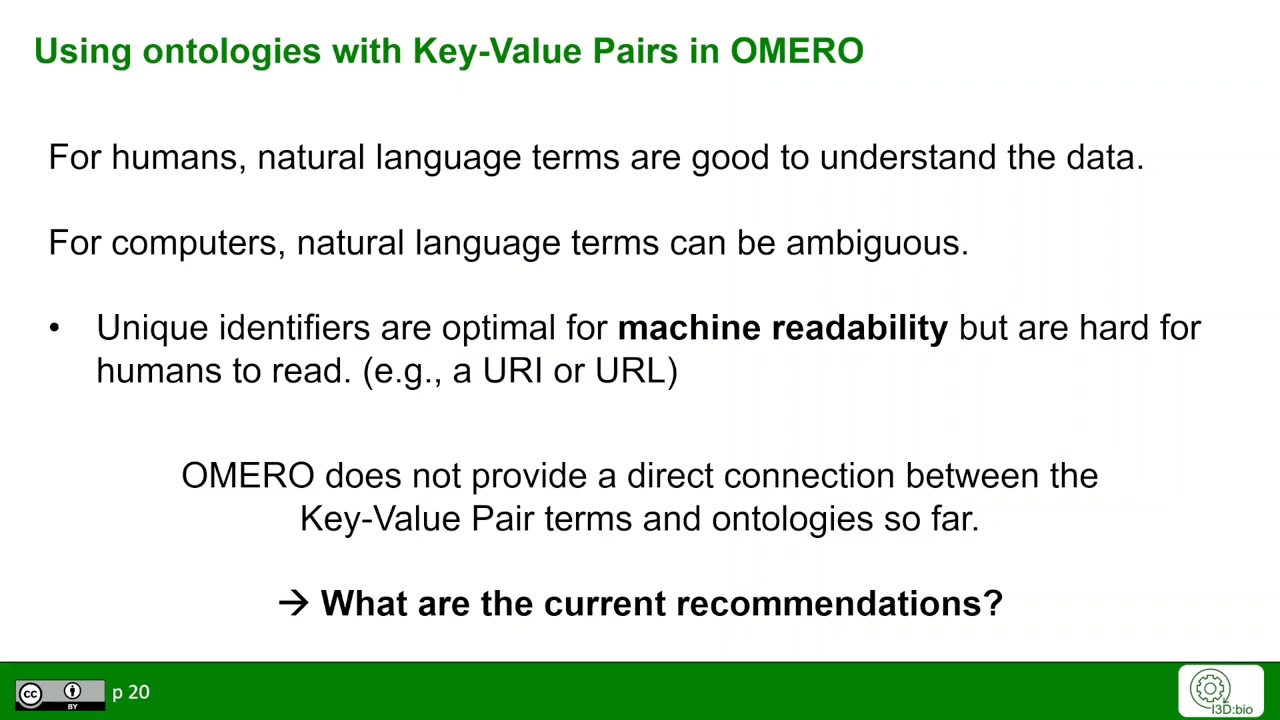 Using ontologies with Key-Value Pairs in OMERO
For humans, natural language terms are good to understand the data.
For computers, natural language terms can be ambiguous.
• Unique identifiers are optimal for machine readability but are hard for
humans to read. (e.g., a URI or URL)
OMERO does not provide a direct connection between the
Key-Value Pair terms and ontologies so far.
→ What are the current recommendations?
cc BY p 20
I3D:bio